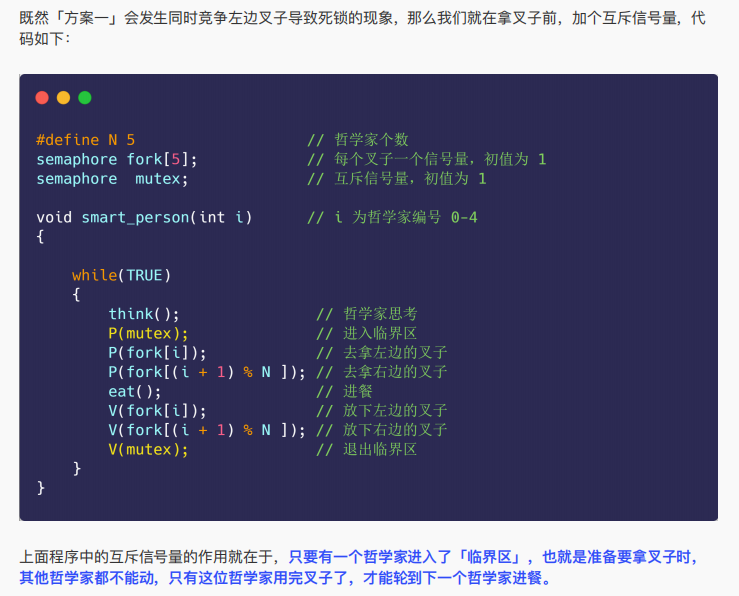 既然「方案一」会发生同时竞争左边叉子导致死锁的现象，那么我们就在拿叉子前，加个互斥信号量，代
码如下：
#define N 5 // 哲学家个数
semaphore fork[5]; // 每个叉子一个信号量，初值为 1
semaphore mutex; // 互斥信号量，初值为 1
void smart_person(int i) // i 为哲学家编号 0-4
{
while(TRUE)
{
think(); // 哲学家思考
P(mutex); // 进入临界区
P(fork[i]); // 去拿左边的叉子
P(fork[(i + 1) % N ]); // 去拿右边的叉子
eat(); // 进餐
V(fork[i]); // 放下左边的叉子
V(fork[(i + 1) % N ]); // 放下右边的叉子
V(mutex); // 退出临界区
}
}
上面程序中的互斥信号量的作用就在于，只要有一个哲学家进入了「临界区」，也就是准备要拿叉子时，
其他哲学家都不能动，只有这位哲学家用完叉子了，才能轮到下一个哲学家进餐。